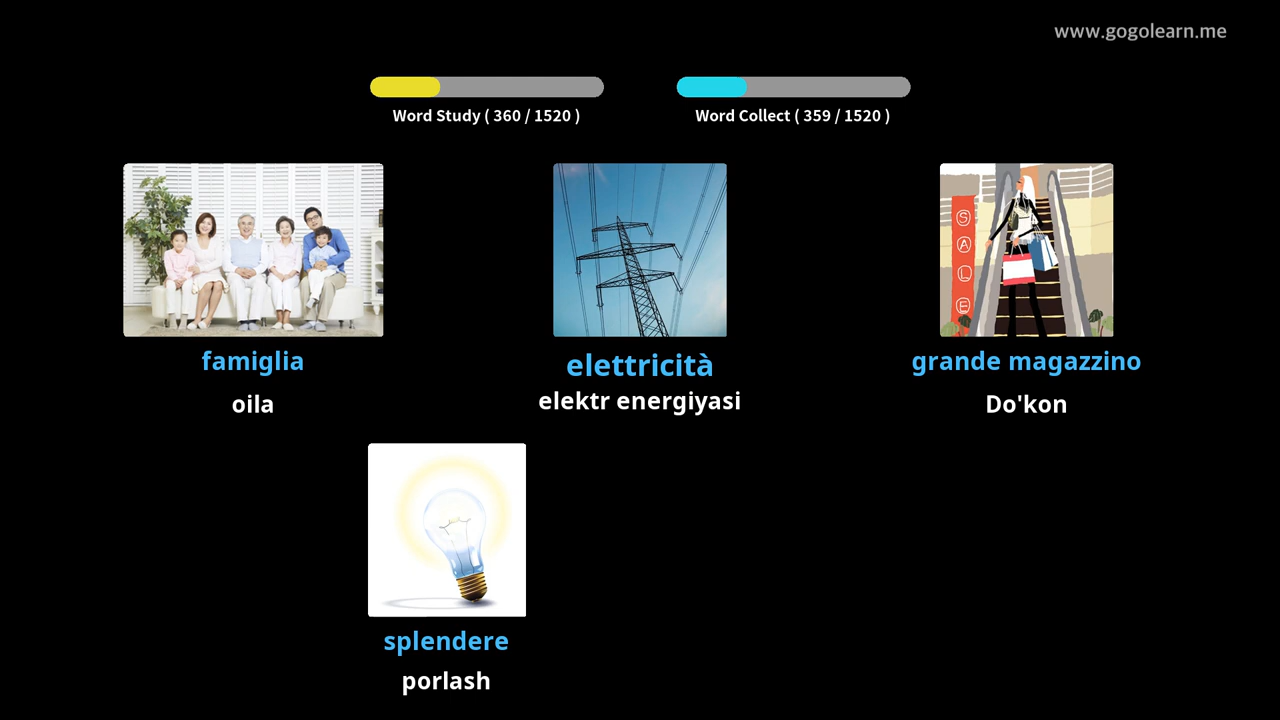 www.gogolearn.me
Word Study ( 360 / 1520 )
Word Collect ( 359 / 1520 )
SALE
famiglia
elettricità
grande magazzino
oila
elektr energiyasi
Do'kon
splendere
porlash